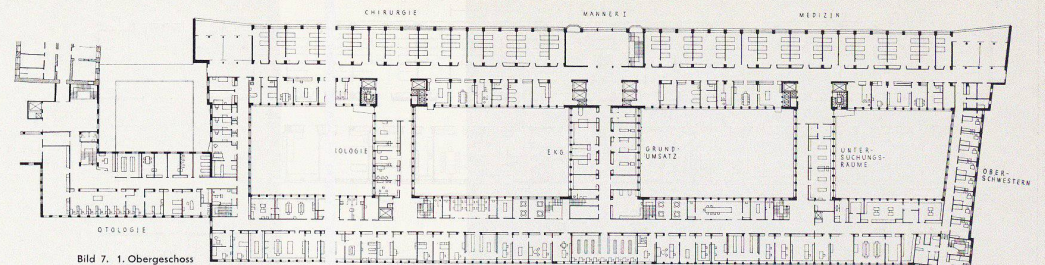 CHIRURGIE
MÄNNER I
MEDIZIN
IOLOGIE
EKG
GRUND-
UMSATZ
UNTER-
SUCHUNGS-
RÄUME
OBER-
SCHWESTERN
OTOLOGIE
Bild 7. 1. Obergeschoss